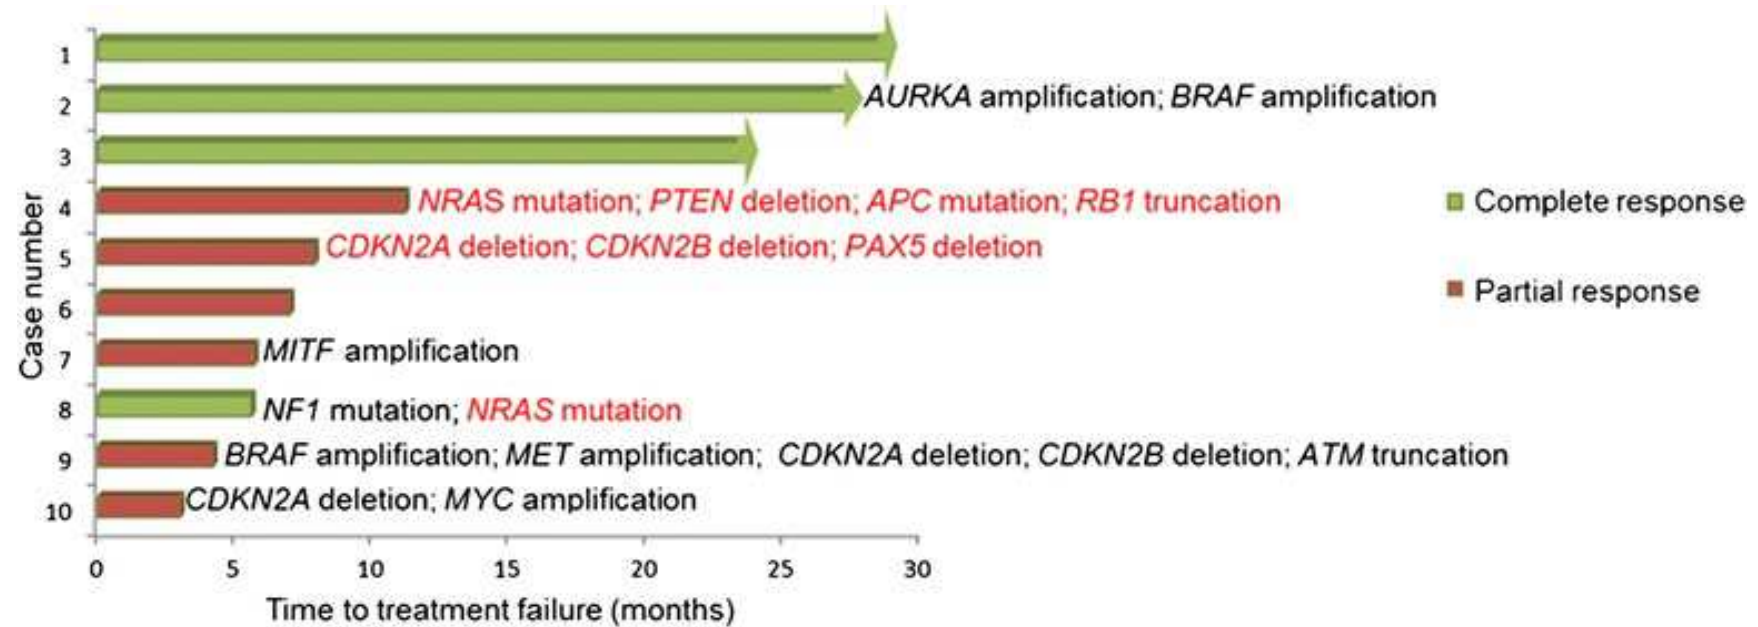 Case number
1
2
AURKA amplification; BRAF amplification
3
4
NRAS mutation; PTEN deletion; APC mutation; RB1 truncation
5
CDKN2A deletion; CDKN2B deletion; PAX5 deletion
6
7
MITF amplification
8
NF1 mutation; NRAS mutation
9
BRAF amplification; MET amplification; CDKN2A deletion; CDKN2B deletion; ATM truncation
10
CDKN2A deletion; MYC amplification
0 5 10 15 20 25 30
Time to treatment failure (months)
Complete response
Partial response